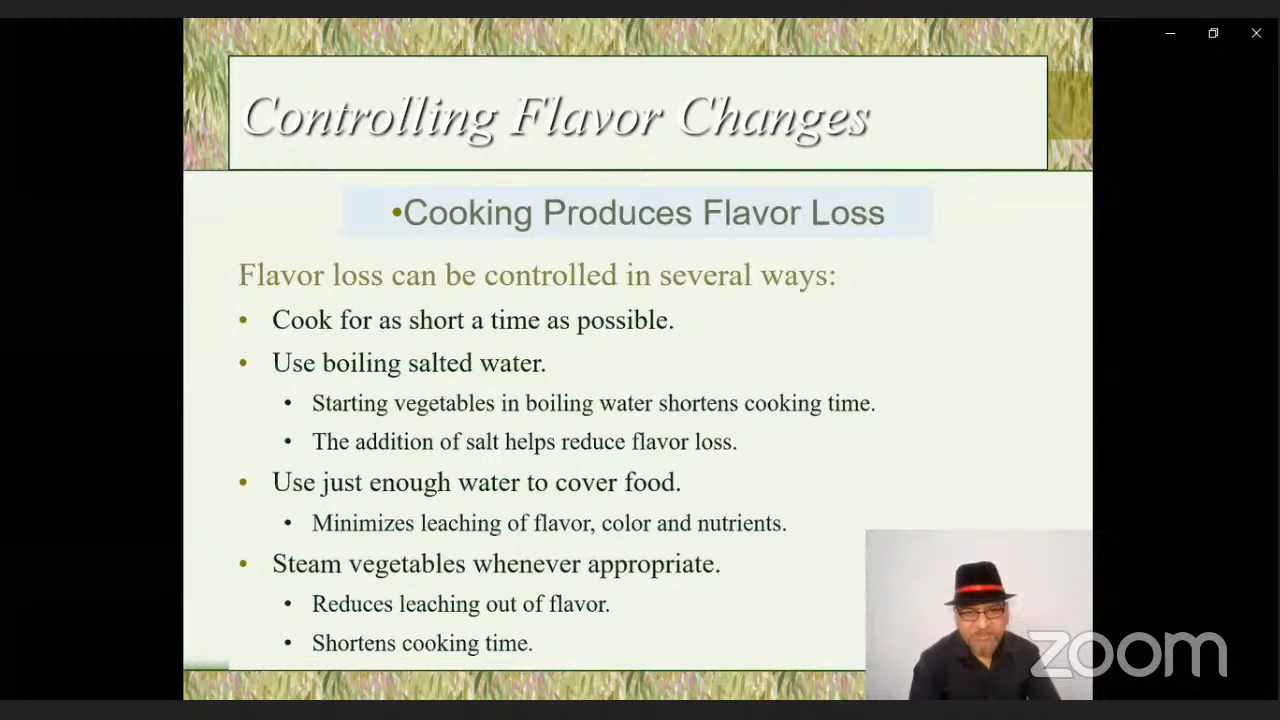 Controlling Flavor Changes
•Cooking Produces Flavor Loss
Flavor loss can be controlled in several ways:
• Cook for as short a time as possible.
• Use boiling salted water.
• Starting vegetables in boiling water shortens cooking time.
• The addition of salt helps reduce flavor loss.
• Use just enough water to cover food.
• Minimizes leaching of flavor, color and nutrients.
• Steam vegetables whenever appropriate.
• Reduces leaching out of flavor.
• Shortens cooking time.
zoom